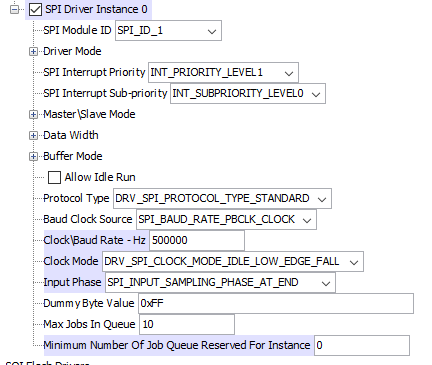 SPI Driver Instance 0
SPI Module ID SPI_ID_1
Driver Mode
SPI Interrupt Priority INT_PRIORITY_LEVEL1
SPI Interrupt Sub-priority INT_SUBPRIORITY_LEVEL0
Master\Slave Mode
Data Width
Buffer Mode
Allow Idle Run
Protocol Type DRV_SPI_PROTOCOL_TYPE_STANDARD
Baud Clock Source SPI_BAUD_RATE_PBCLK_CLOCK
Clock\Baud Rate - Hz 500000
Clock Mode DRV_SPI_CLOCK_MODE_IDLE_LOW_EDGE_FALL
Input Phase SPI_INPUT_SAMPLING_PHASE_AT_END
Dummy Byte Value 0xFF
Max Jobs In Queue 10
Minimum Number Of Job Queue Reserved For Instance 0